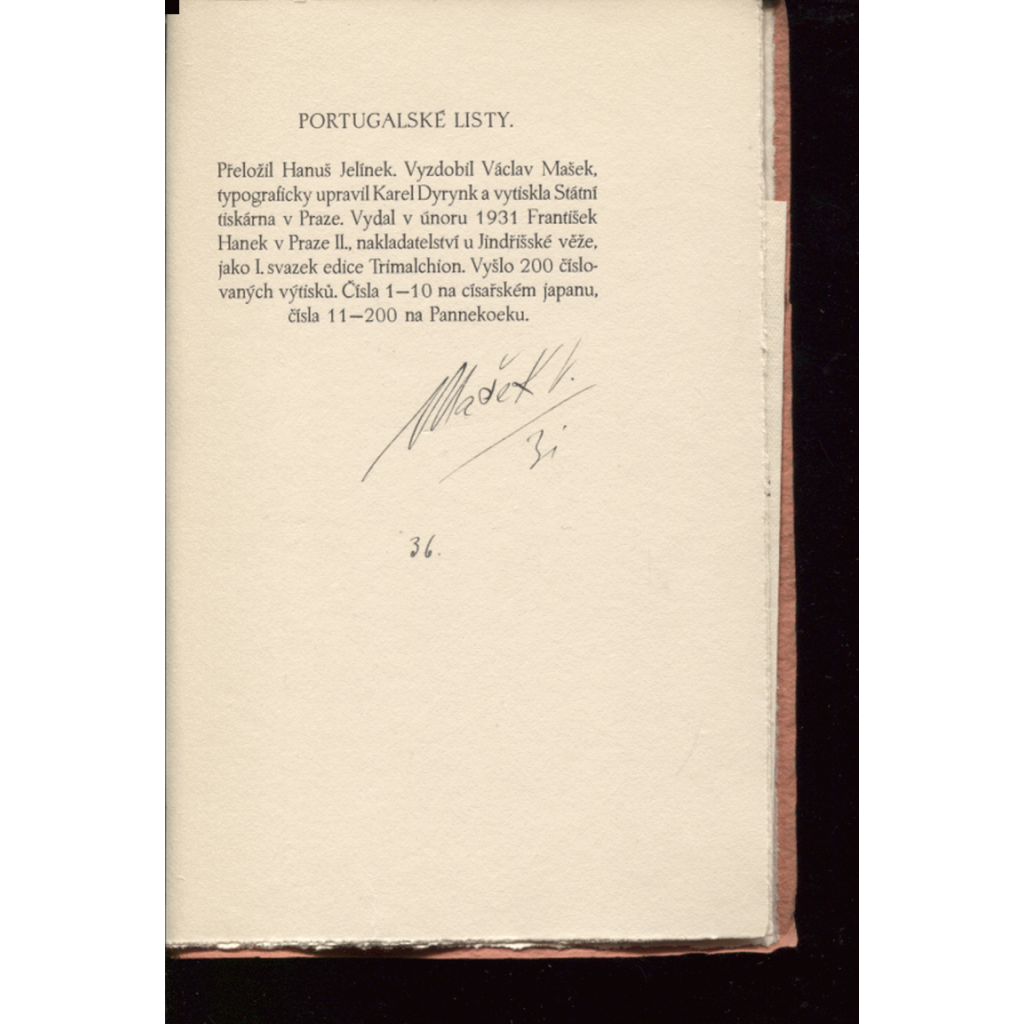 PORTUGALSKÉ LISTY.
Přeložil Hanuš Jelínek. Vyzdobil Václav Mašek,
typograficky upravil Karel Dyrynk a vytiskla Státní
tiskárna v Praze. Vydal v únoru 1931 František
Hanek v Praze II., nakladatelství u Jindřišské věže,
jako I. svazek edice Trimalchion. Vyšlo 200 číslo-
vaných výtisků. Čísla 1—10 na císařském japanu,
čísla 11—200 na Pannekoeku.
Mašek V.
31
36.